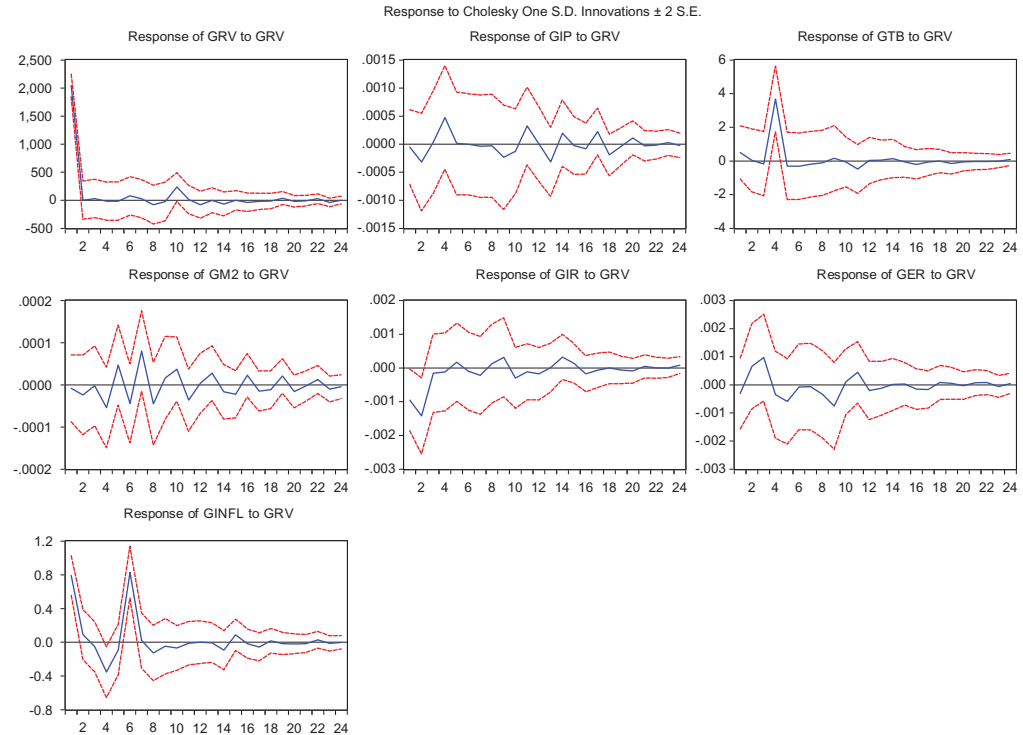 Response to Cholesky One S.D. Innovations ± 2 S.E.
Response of GRV to GRV
2,500
2,000
1,500
1,000
500
0
-500
2 4 6 8 10 12 14 16 18 20 22 24
Response of GIP to GRV
.0015
.0010
.0005
.0000
-.0005
-.0010
-.0015
2 4 6 8 10 12 14 16 18 20 22 24
Response of GTB to GRV
6
4
2
0
-2
-4
2 4 6 8 10 12 14 16 18 20 22 24
Response of GM2 to GRV
.0002
.0001
.0000
-.0001
-.0002
2 4 6 8 10 12 14 16 18 20 22 24
Response of GIR to GRV
.002
.001
.000
-.001
-.002
-.003
2 4 6 8 10 12 14 16 18 20 22 24
Response of GER to GRV
.003
.002
.001
.000
-.001
-.002
-.003
2 4 6 8 10 12 14 16 18 20 22 24
Response of GINFL to GRV
1.2
0.8
0.4
0.0
-0.4
-0.8
2 4 6 8 10 12 14 16 18 20 22 24